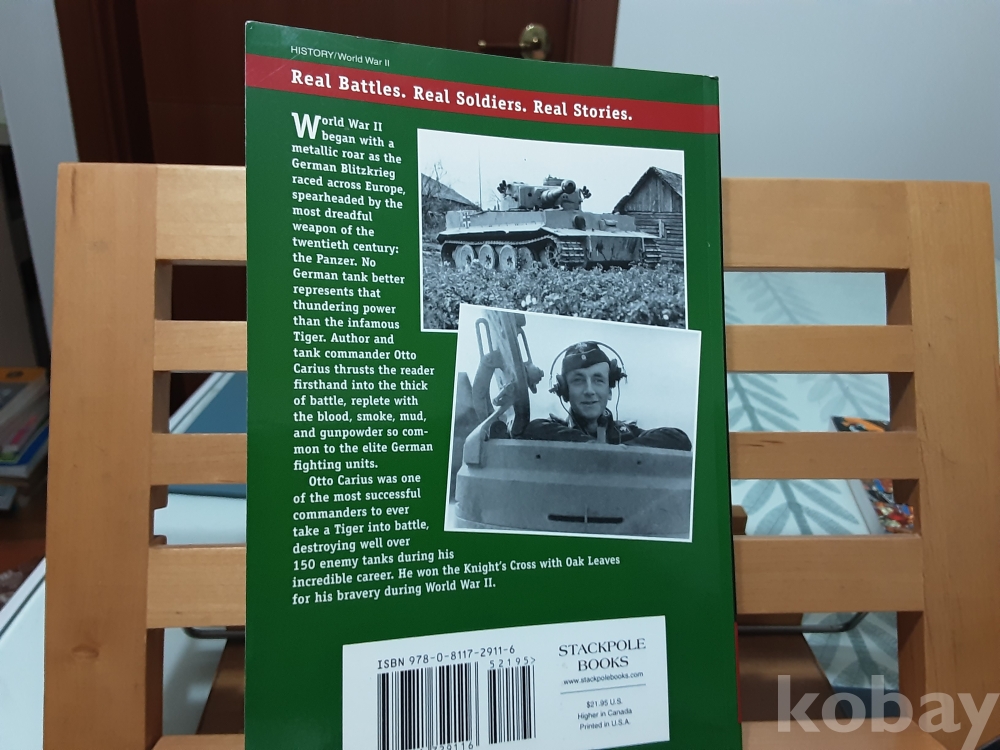 HISTORY/World War II
Real Battles. Real Soldiers. Real Stories.
World War II
began with a
metallic roar as the
German Blitzkrieg
raced across Europe,
spearheaded by the
most dreadful
weapon of the
twentieth century:
the Panzer. No
German tank better
represents that
thundering power
than the infamous
Tiger. Author and
tank commander Otto
Carius thrusts the reader
firsthand into the thick
of battle, replete with
the blood, smoke, mud,
and gunpowder so com-
mon to the elite German
fighting units.
Otto Carius was one
of the most successful
commanders to ever
take a Tiger into battle,
destroying well over
150 enemy tanks during his
incredible career. He won the Knight's Cross with Oak Leaves
for his bravery during World War II.
ISBN 978-0-8117-2911-6
52195>
STACKPOLE
BOOKS
www.stackpolebooks.com
$21.95 U.S.
Higher in Canada
Printed in U.S.A.
kobay